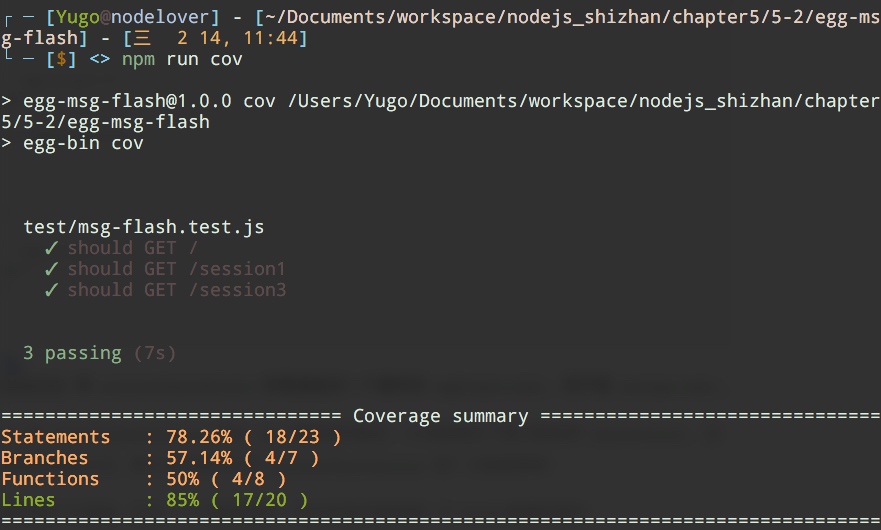 ┌ — [Yugo@nodelover] - [~/Documents/workspace/nodejs_shizhan/chapter5/5-2/egg-ms
g-flash] - [三  2 14, 11:44]
└ — [$] <> npm run cov
> egg-msg-flash@1.0.0 cov /Users/Yugo/Documents/workspace/nodejs_shizhan/chapter
5/5-2/egg-msg-flash
> egg-bin cov
test/msg-flash.test.js
✓ should GET /
✓ should GET /session1
✓ should GET /session3
3 passing (7s)
=============================== Coverage summary ===============================
Statements   : 78.26% ( 18/23 )
Branches     : 57.14% ( 4/7 )
Functions    : 50% ( 4/8 )
Lines        : 85% ( 17/20 )
================================================================================